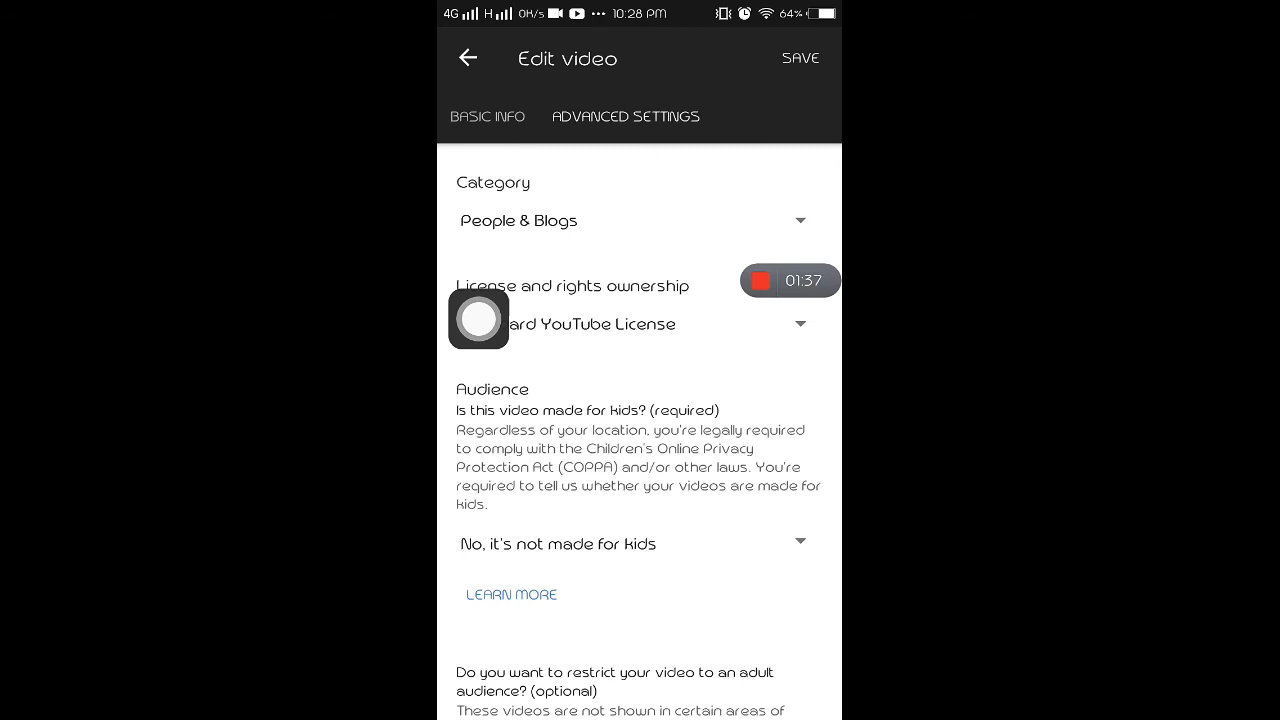 4G H 0K/s 10:28 PM 64%
Edit video SAVE
BASIC INFO ADVANCED SETTINGS
Category
People & Blogs
License and rights ownership
01:37
ard YouTube License
Audience
Is this video made for kids? (required)
Regardless of your location, you're legally required
to comply with the Children's Online Privacy
Protection Act (COPPA) and/or other laws. You're
required to tell us whether your videos are made for
kids.
No, it's not made for kids
LEARN MORE
Do you want to restrict your video to an adult
audience? (optional)
These videos are not shown in certain areas of